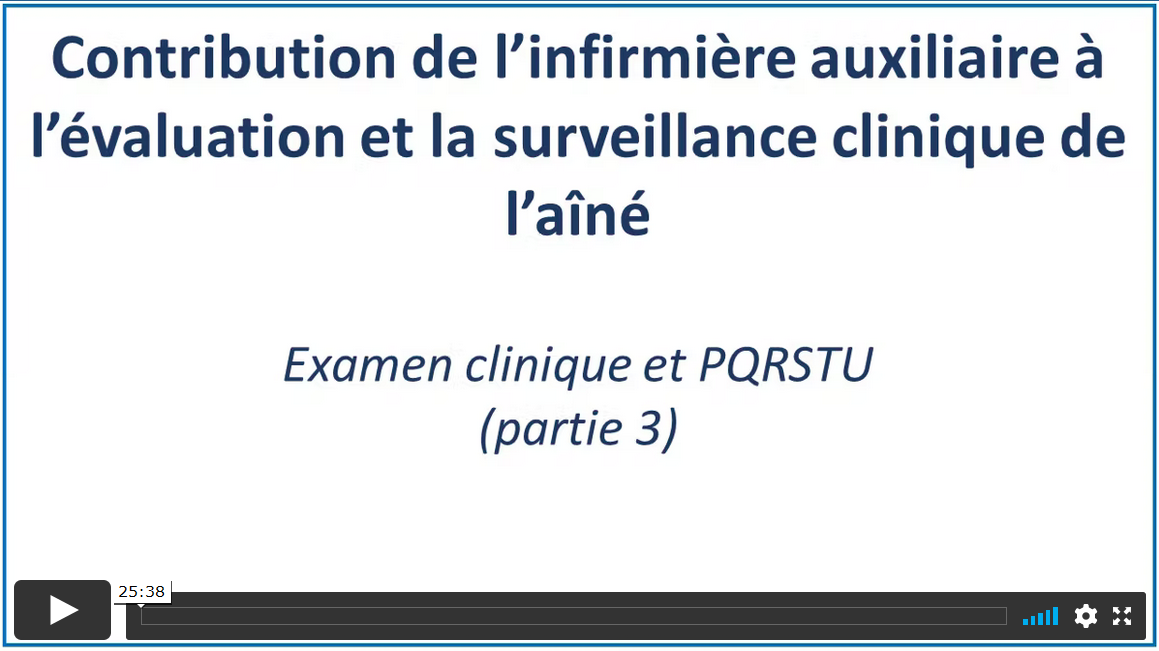 Contribution de l’infirmière auxiliaire à
l’évaluation et la surveillance clinique de
l’aîné
Examen clinique et PQRSTU
(partie 3)
25:38